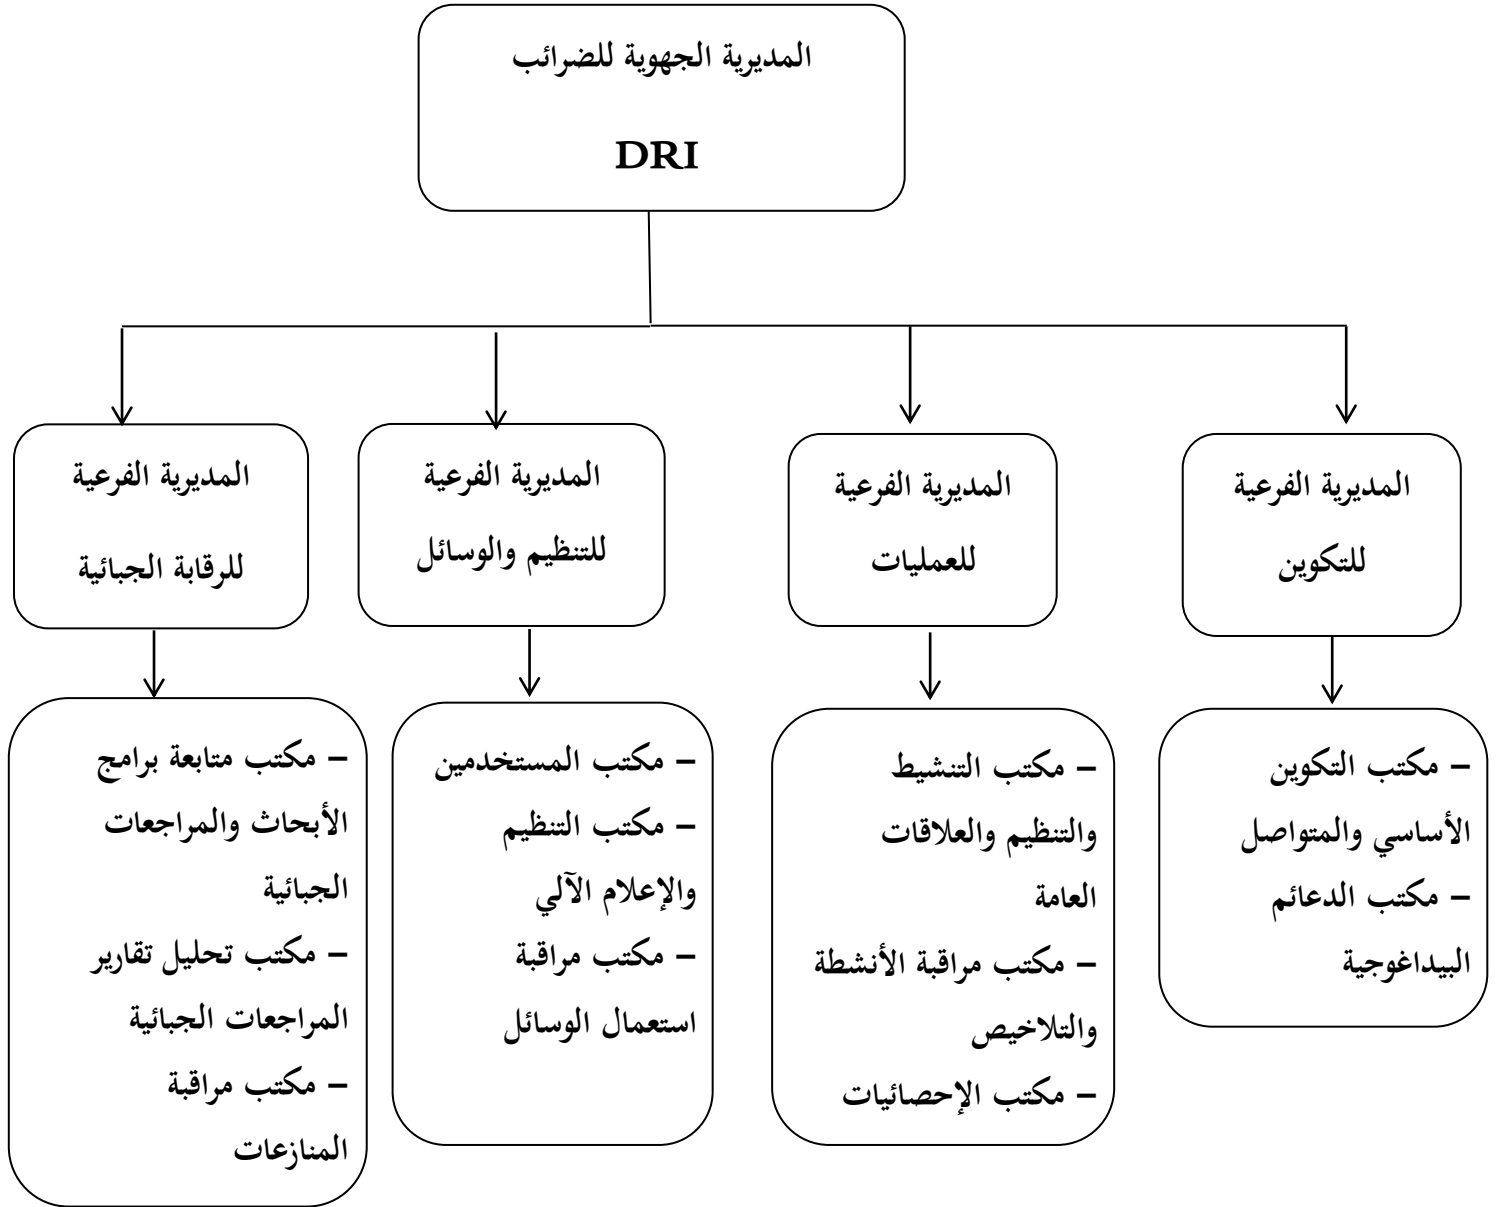 المديرية الجهوية للضرائب
DRI
المديرية الفرعية
للتكوين
المديرية الفرعية
للعمليات
المديرية الفرعية
للتنظيم والوسائل
المديرية الفرعية
للرقابة الجبائية
– مكتب التكوين
الأساسي والمتواصل
– مكتب الدعائم
البيداغوجية
– مكتب التنشيط
والتنظيم والعلاقات
العامة
– مكتب مراقبة الأنشطة
والتلاخيص
– مكتب الإحصائيات
– مكتب المستخدمين
– مكتب التنظيم
والإعلام الآلي
– مكتب مراقبة
استعمال الوسائل
– مكتب متابعة برامج
الأبحاث والمراجعات
الجبائية
– مكتب تحليل تقارير
المراجعات الجبائية
– مكتب مراقبة
المنازعات